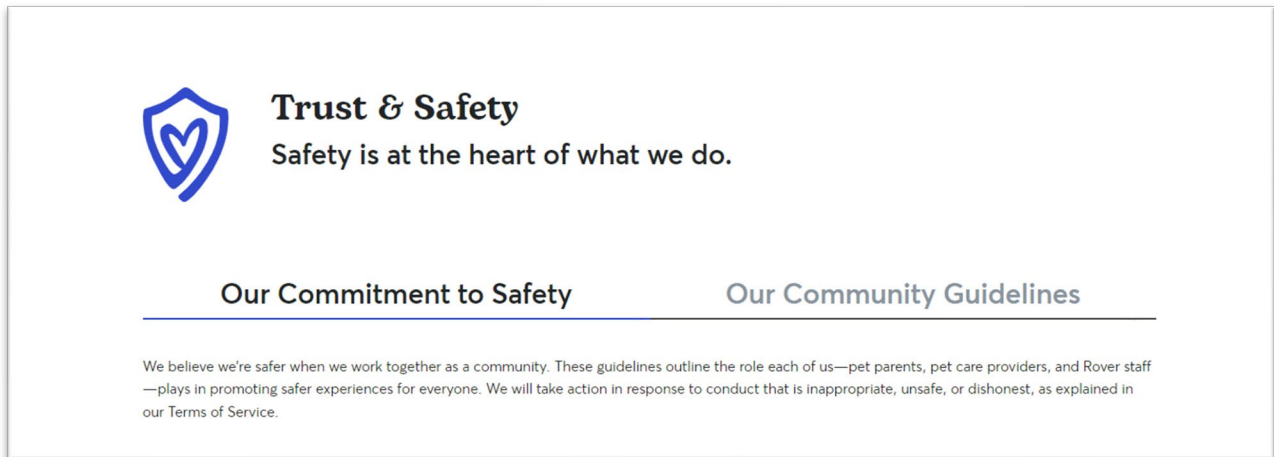 Trust & Safety
Safety is at the heart of what we do.
Our Commitment to Safety
Our Community Guidelines
We believe we're safer when we work together as a community. These guidelines outline the role each of us—pet parents, pet care providers, and Rover staff
—plays in promoting safer experiences for everyone. We will take action in response to conduct that is inappropriate, unsafe, or dishonest, as explained in
our Terms of Service.